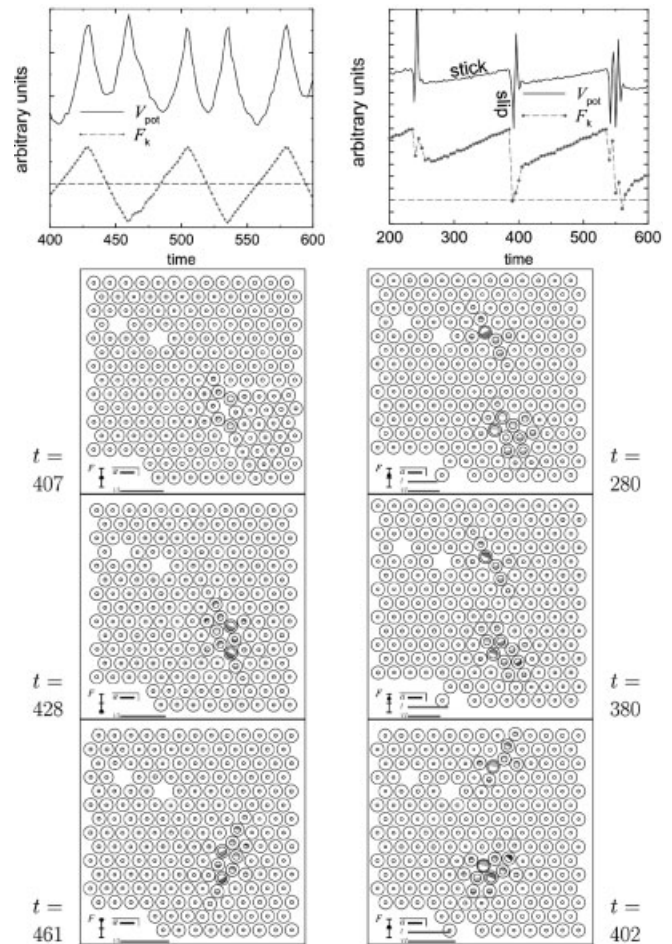 arbitrary units
V_pot
F_k
400 450 500 550 600
time
arbitrary units
stick
slip
V_pot
F_k
200 300 400 500 600
time
t =
407
F
t =
280
F
t =
428
F
t =
380
F
t =
461
F
t =
402
F